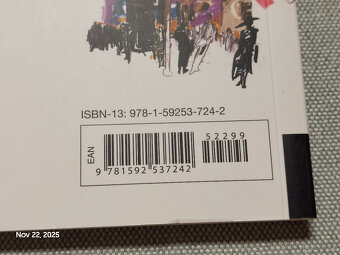 ISBN-13: 978-1-59253-724-2
52299
EAN
9 781592 537242
Nov 22, 2025